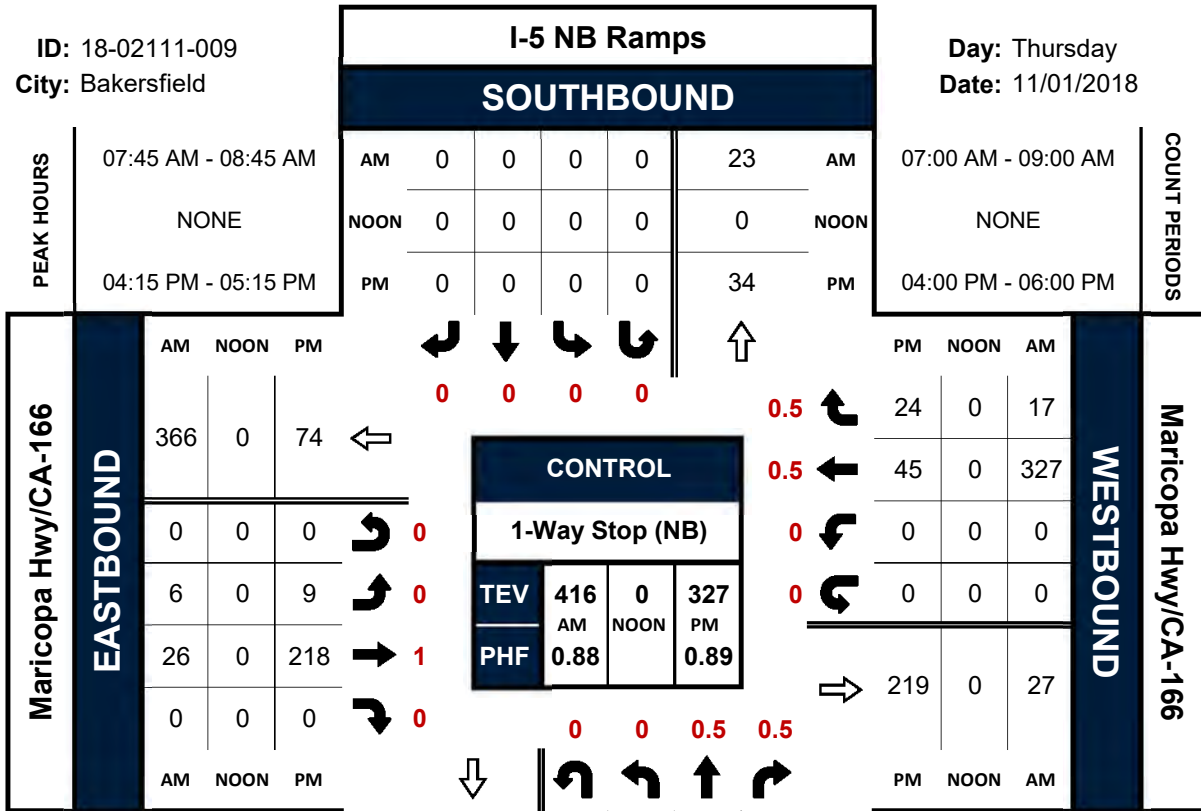 I-5 NB Ramps
ID: 18-02111-009
City: Bakersfield
Day: Thursday
Date: 11/01/2018
SOUTHBOUND
PEAK HOURS
07:45 AM - 08:45 AM
NONE
04:15 PM - 05:15 PM
AM 0 0 0 0 23 AM
NOON 0 0 0 0 0 NOON
PM 0 0 0 0 34 PM
07:00 AM - 09:00 AM
NONE
04:00 PM - 06:00 PM
COUNT PERIODS
0 0 0 0
Maricopa Hwy/CA-166
EASTBOUND
AM NOON PM
366 0 74
0 0 0 0
6 0 9 0
26 0 218 1
0 0 0 0
AM NOON PM
CONTROL
1-Way Stop (NB)
TEV 416 0 327
AM NOON PM
PHF 0.88 0.89
PM NOON AM
0.5 24 0 17
0.5 45 0 327
0 0 0 0
0 0 0 0
219 0 27
PM NOON AM
WESTBOUND
Maricopa Hwy/CA-166
0 0 0.5 0.5